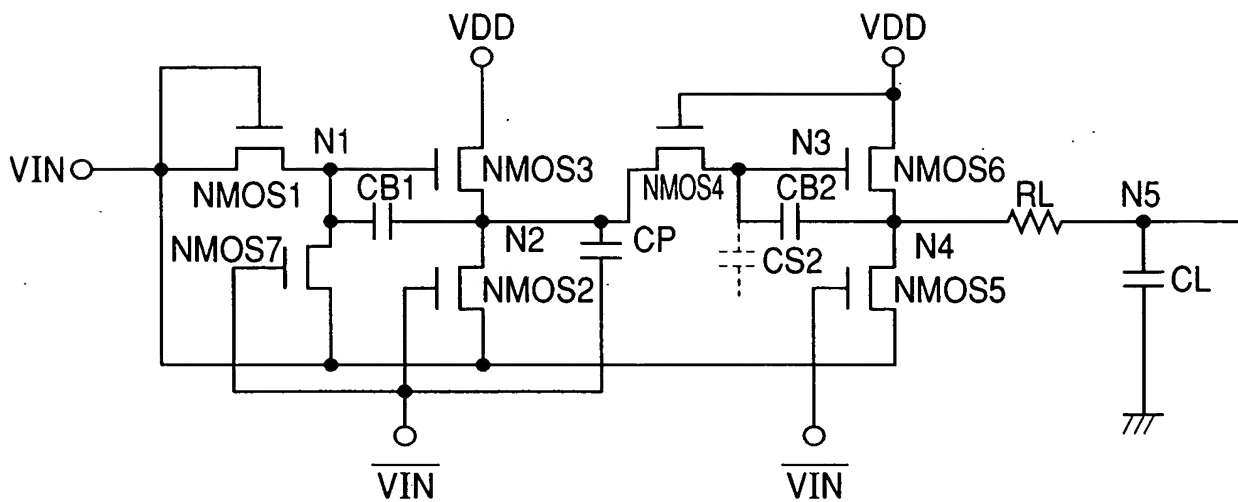 VDD
VDD
VIN
N1
NMOS1
CB1
NMOS3
NMOS7
N2
CP
NMOS2
NMOS4
N3
NMOS6
CB2
CS2
N4
NMOS5
RL
N5
CL
VIN
VIN